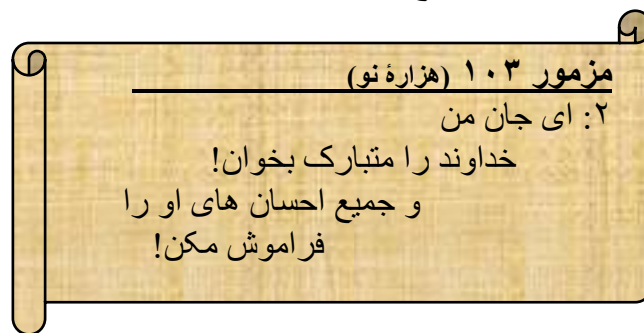 مزمور ۱۰۳ (هزارهٔ نو)
۲: ای جان من
خداوند را متبارک بخوان!
و جمیع احسان های او را
فراموش مکن!